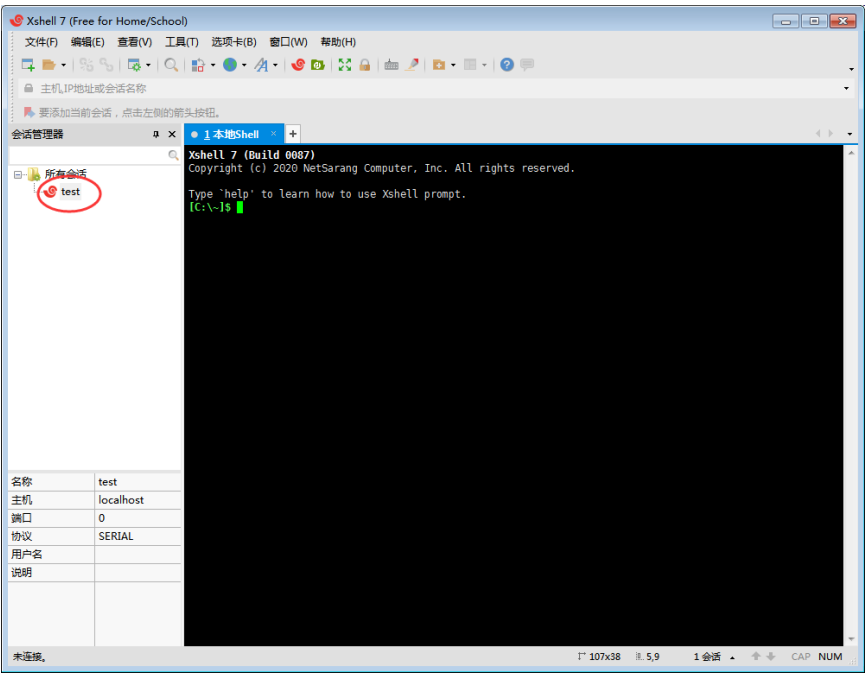 Xshell 7 (Free for Home/School)
文件(F) 编辑(E) 查看(V) 工具(T) 选项卡(B) 窗口(W) 帮助(H)
主机,IP地址或会话名称
要添加当前会话，点击左侧的箭头按钮。
会话管理器
1 本地Shell
所有会话
test
Xshell 7 (Build 0087)
Copyright (c) 2020 NetSarang Computer, Inc. All rights reserved.
Type `help' to learn how to use Xshell prompt.
[C:\~]$
名称 test
主机 localhost
端口 0
协议 SERIAL
用户名
说明
未连接。 107x38 5,9 1 会话 CAP NUM